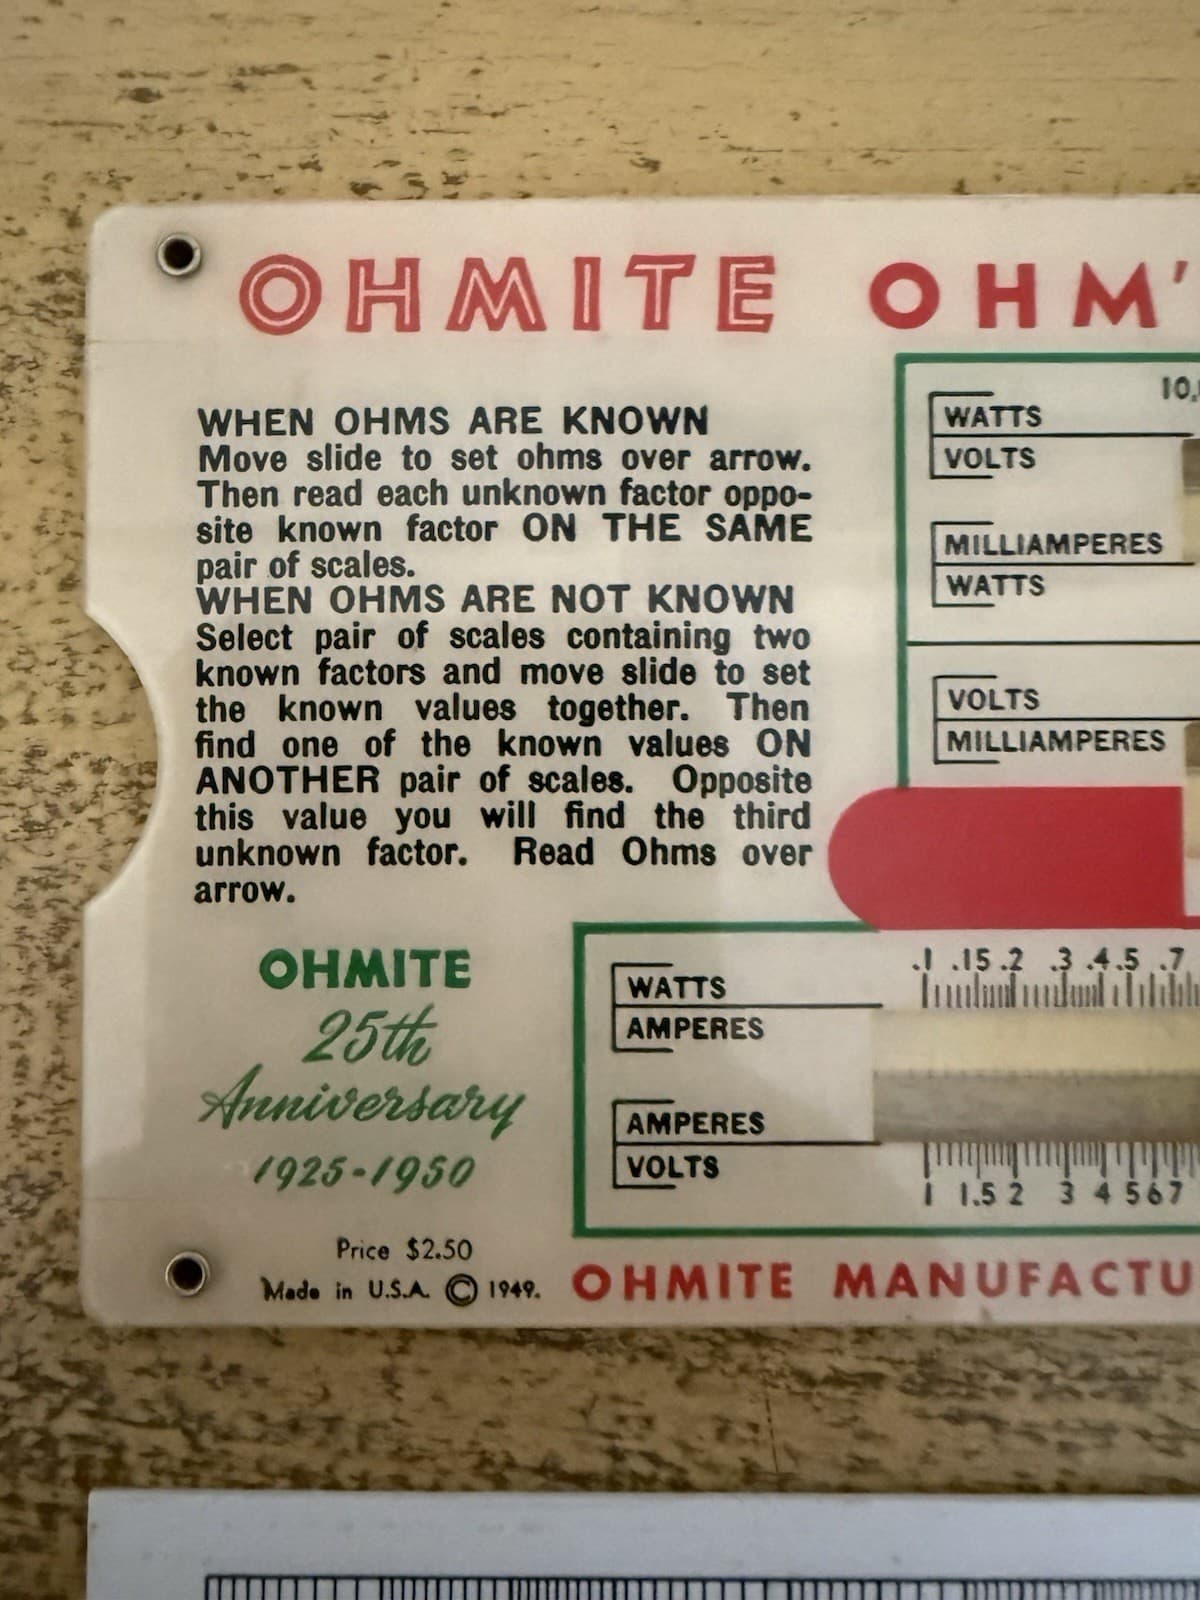 OHMITE OHM'
WHEN OHMS ARE KNOWN
Move slide to set ohms over arrow.
Then read each unknown factor oppo-
site known factor ON THE SAME
pair of scales.
WHEN OHMS ARE NOT KNOWN
Select pair of scales containing two
known factors and move slide to set
the known values together. Then
find one of the known values ON
ANOTHER pair of scales. Opposite
this value you will find the third
unknown factor. Read Ohms over
arrow.
OHMITE
25th
Anniversary
1925-1950
Price $2.50
Made in U.S.A. © 1949.
10,
WATTS
VOLTS
MILLIAMPERES
WATTS
VOLTS
MILLIAMPERES
.1 .15 .2 .3 .4 .5 .7
WATTS
AMPERES
AMPERES
VOLTS
1 1.5 2 3 4 5 6 7
OHMITE MANUFACTU